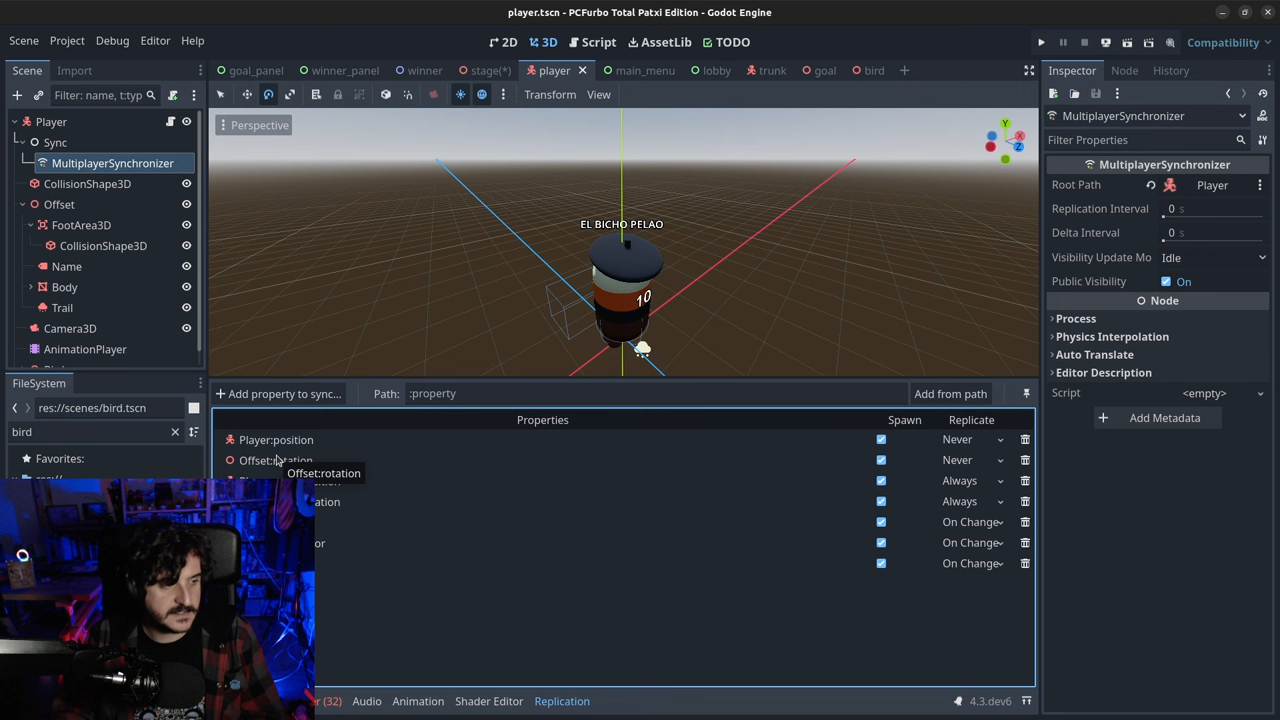 player.tscn - PCFurbo Total Patxi Edition - Godot Engine
Scene Project Debug Editor Help
2D 3D Script AssetLib TODO
Compatibility
Scene Import
goal_panel winner_panel winner stage(*) player main_menu lobby trunk goal bird
Inspector Node History
Filter: name, t:typ
Transform View
Player
Sync
MultiplayerSynchronizer
CollisionShape3D
Offset
FootArea3D
CollisionShape3D
Name
Body
Trail
Camera3D
AnimationPlayer
Perspective
Y
X
Z
EL BICHO PELAO
10
MultiplayerSynchronizer
Filter Properties
MultiplayerSynchronizer
Root Path Player
Replication Interval 0 s
Delta Interval 0 s
Visibility Update Mo Idle
Public Visibility On
Node
Process
Physics Interpolation
Auto Translate
Editor Description
Script <empty>
Add Metadata
FileSystem
res://scenes/bird.tscn
bird
Favorites:
Add property to sync... Path: :property Add from path
Properties Spawn Replicate
Player:position Never
Offset:rotation Never
Offset:rotation
Always
Always
On Change
On Change
On Change
(32) Audio Animation Shader Editor Replication 4.3.dev6